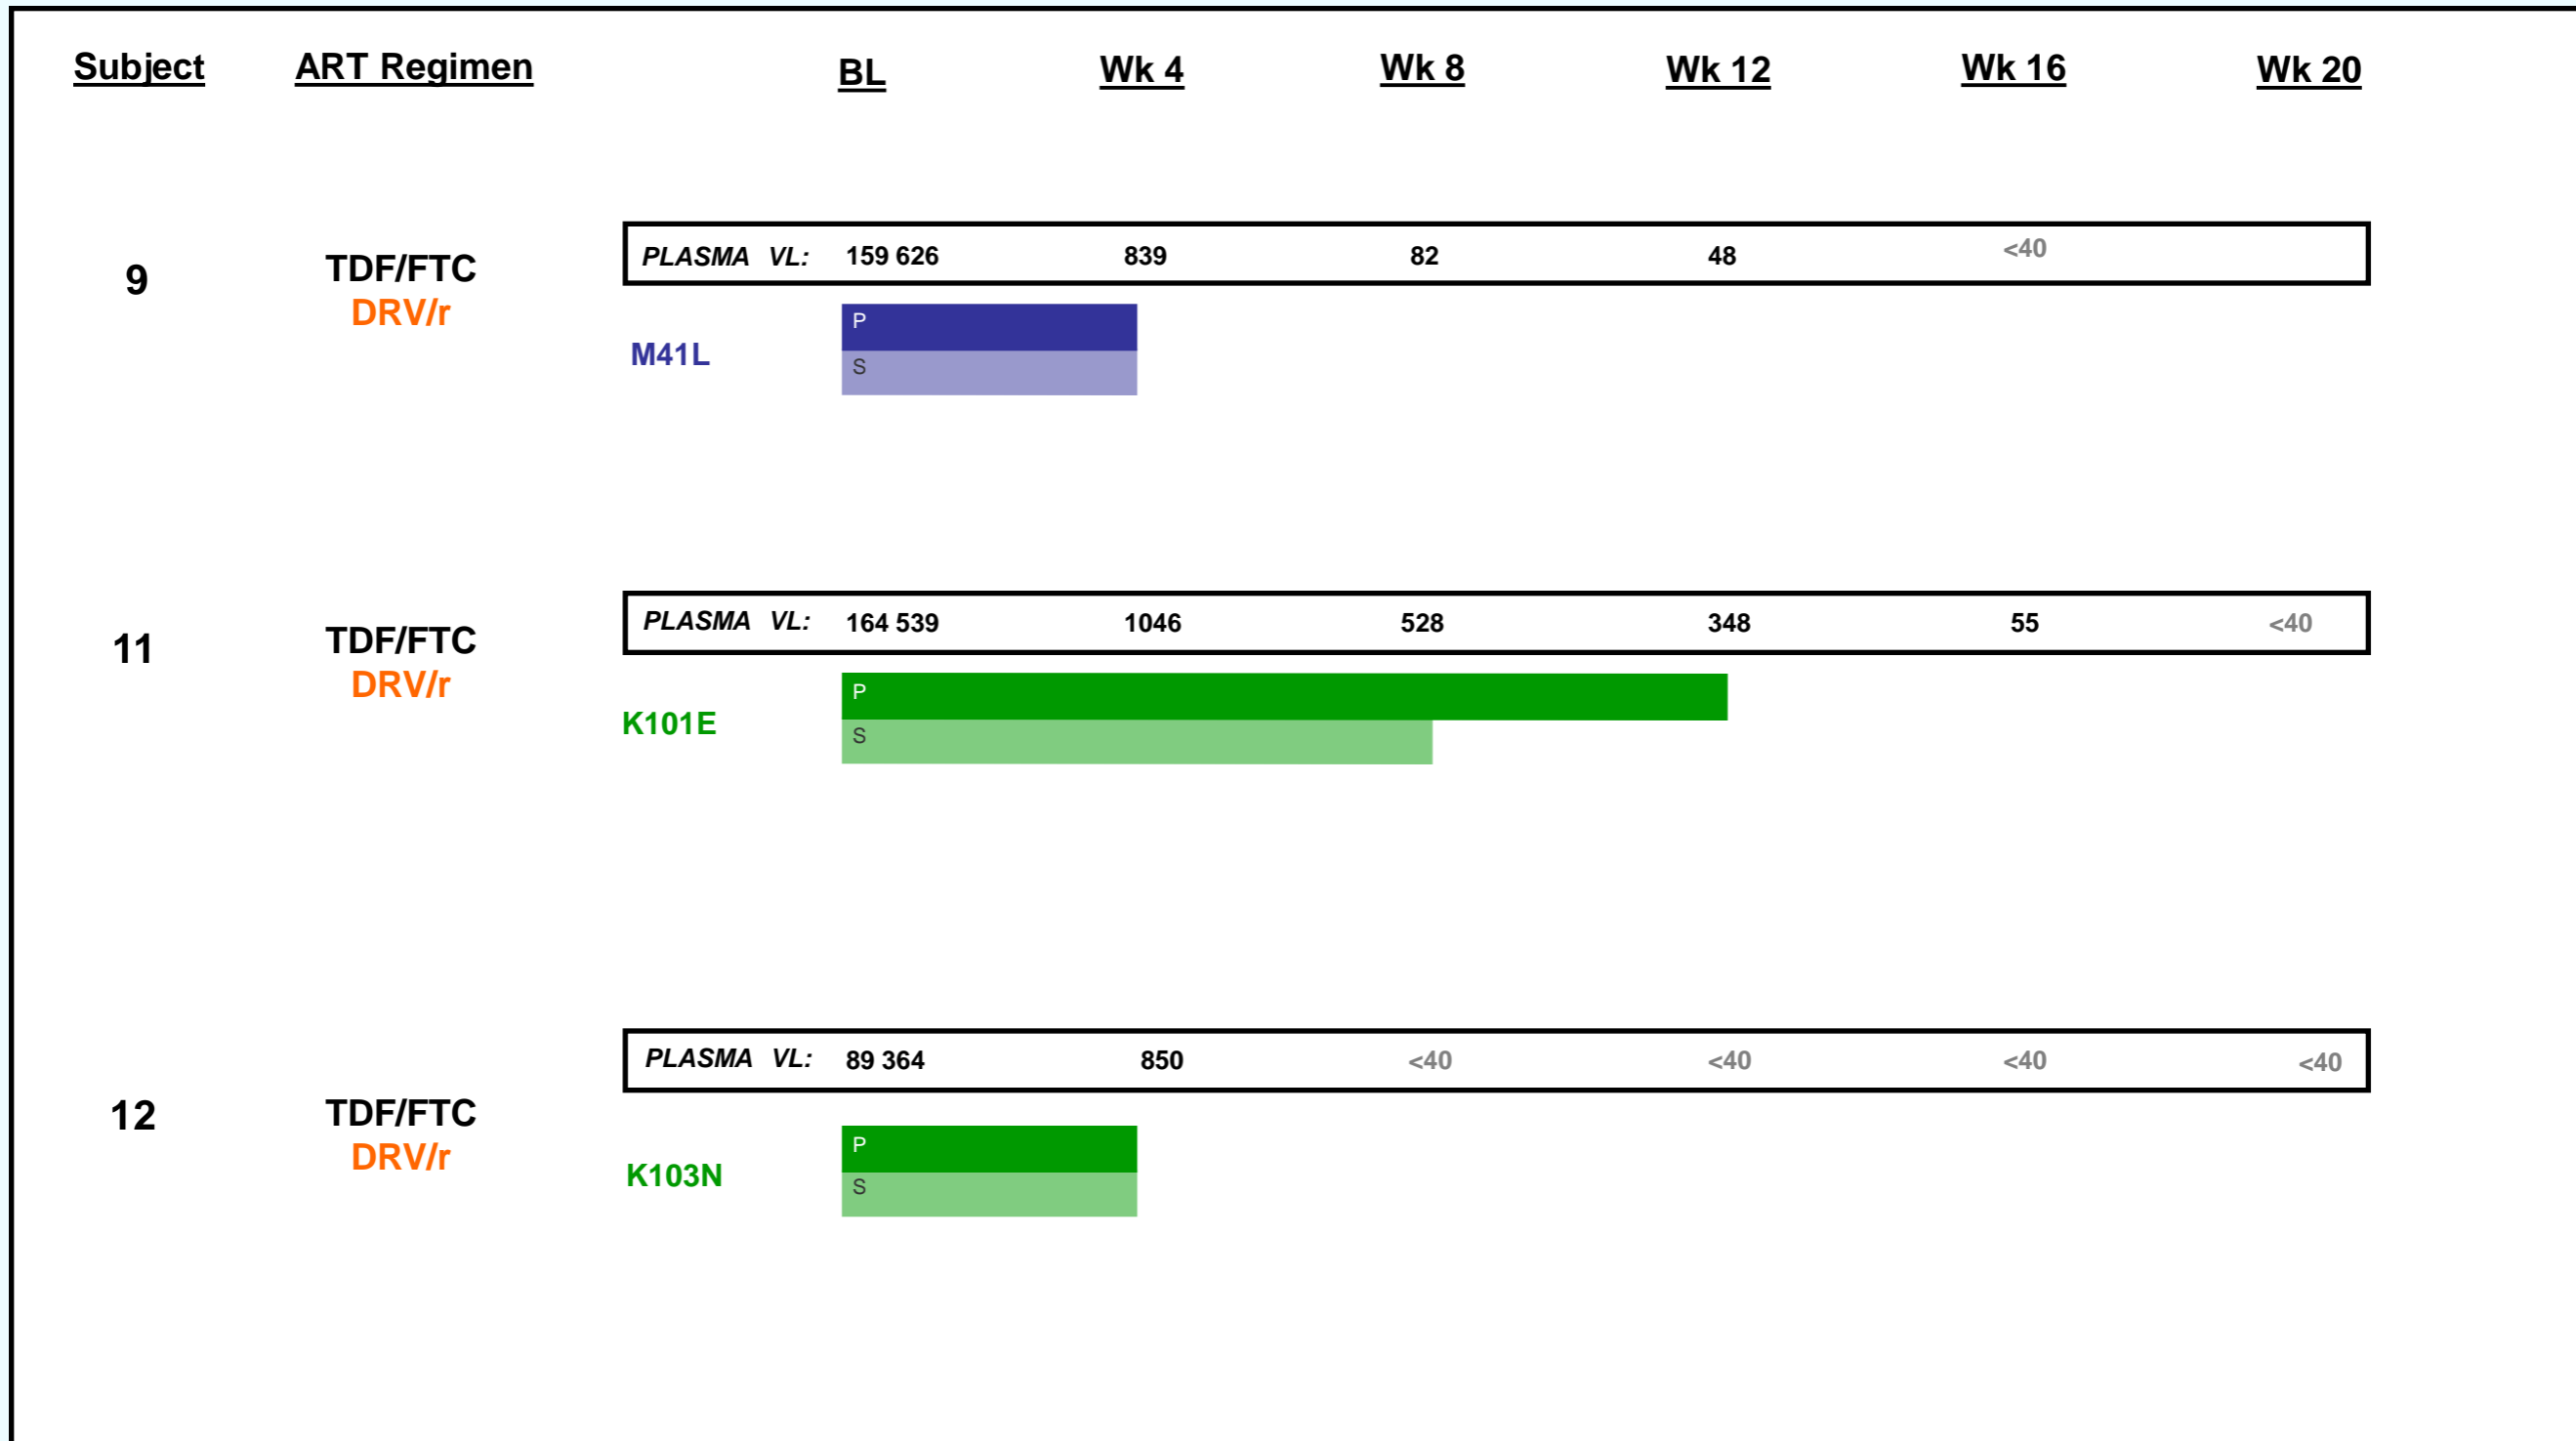 Subject ART Regimen BL Wk 4 Wk 8 Wk 12 Wk 16 Wk 20
9
TDF/FTC
DRV/r
PLASMA VL: 159 626 839 82 48 <40
P
M41L
S
11
TDF/FTC
DRV/r
PLASMA VL: 164 539 1046 528 348 55 <40
P
K101E
S
12
TDF/FTC
DRV/r
PLASMA VL: 89 364 850 <40 <40 <40 <40
P
K103N
S